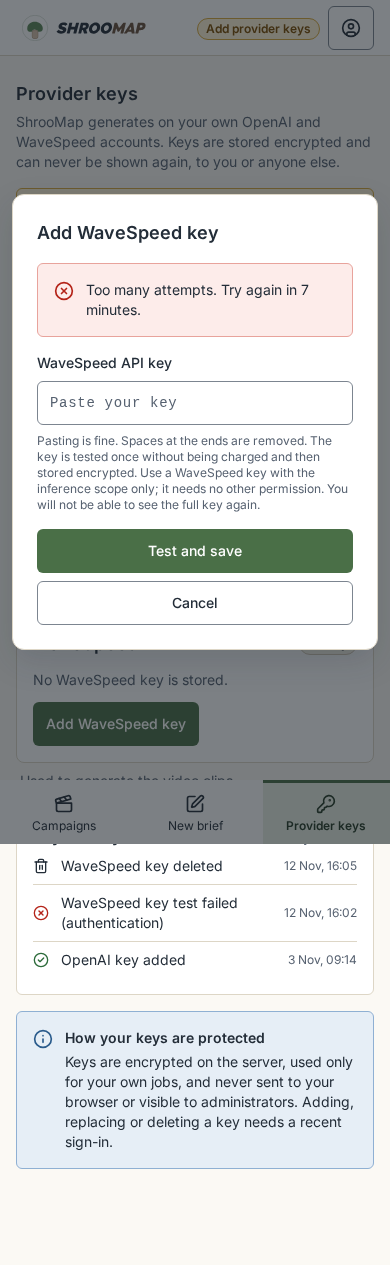 SHROOMAP
Add provider keys
Provider keys
ShrooMap generates on your own OpenAI and
WaveSpeed accounts. Keys are stored encrypted and
can never be shown again, to you or anyone else.
Add WaveSpeed key
Too many attempts. Try again in 7
minutes.
WaveSpeed API key
Paste your key
Pasting is fine. Spaces at the ends are removed. The
key is tested once without being charged and then
stored encrypted. Use a WaveSpeed key with the
inference scope only; it needs no other permission. You
will not be able to see the full key again.
Test and save
Cancel
No WaveSpeed key is stored.
Add WaveSpeed key
Used to generate the video clips
Campaigns
New brief
Provider keys
WaveSpeed key deleted
12 Nov, 16:05
WaveSpeed key test failed
(authentication)
12 Nov, 16:02
OpenAI key added
3 Nov, 09:14
How your keys are protected
Keys are encrypted on the server, used only
for your own jobs, and never sent to your
browser or visible to administrators. Adding,
replacing or deleting a key needs a recent
sign-in.